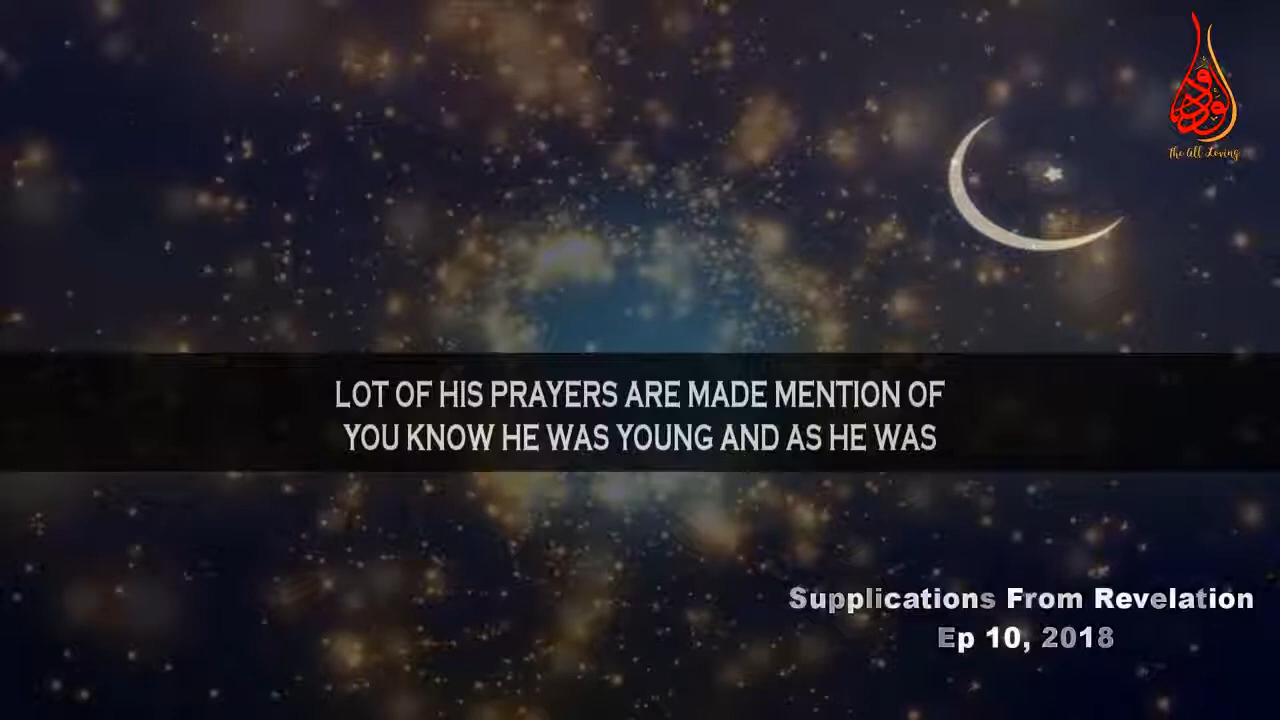 The All Loving
LOT OF HIS PRAYERS ARE MADE MENTION OF
YOU KNOW HE WAS YOUNG AND AS HE WAS
Supplications From Revelation
Ep 10, 2018